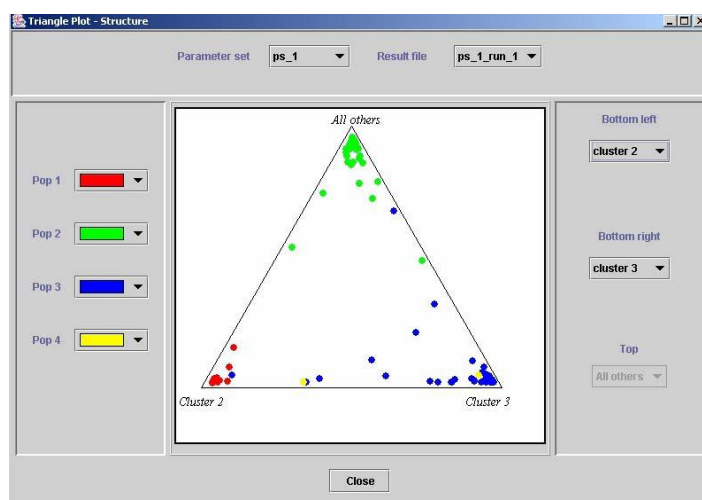 Triangle Plot - Structure
Parameter set ps_1 Result file ps_1_run_1
All others
Bottom left
cluster 2
Pop 1
Pop 2
Bottom right
cluster 3
Pop 3
Pop 4
Top
All others
Cluster 2 Cluster 3
Close